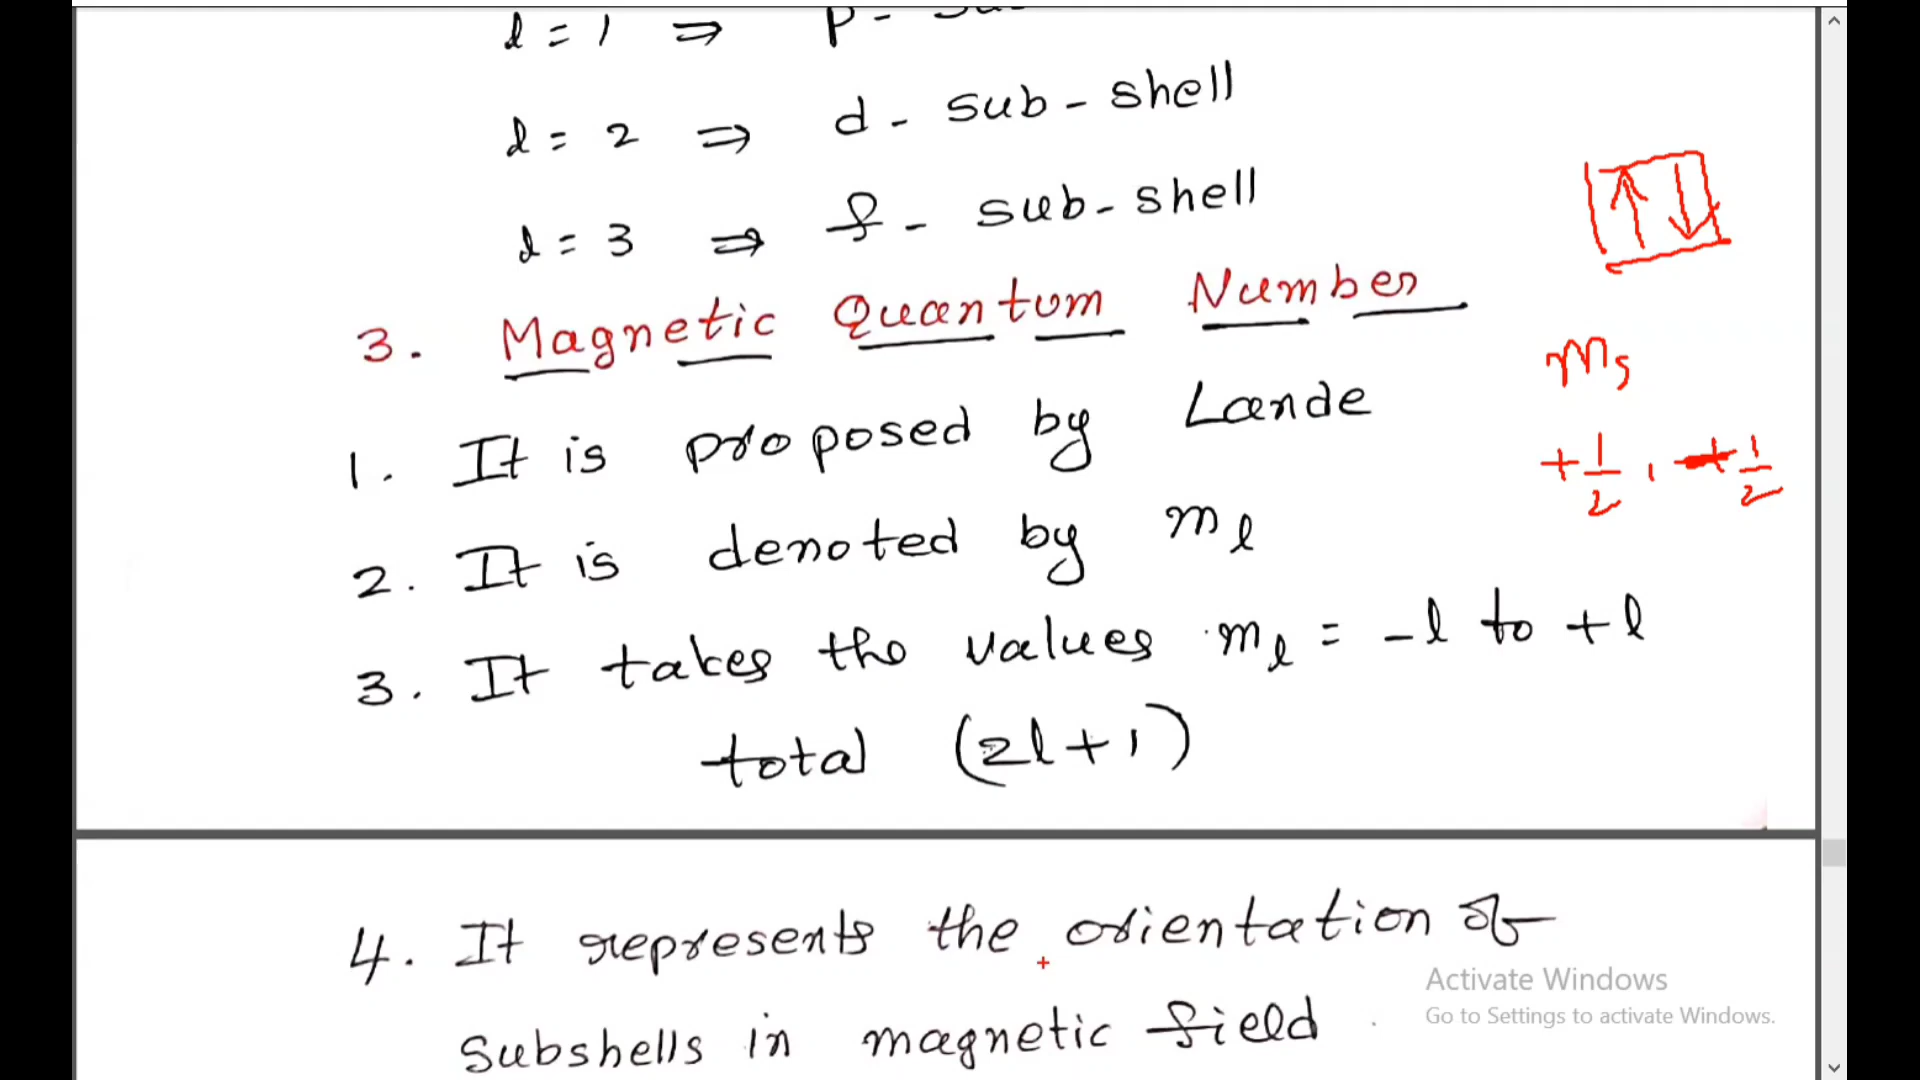 l = 1 ⇒ p -
l = 2 ⇒ d - sub - shell
l = 3 ⇒ f - sub - shell
3. Magnetic Quantum Number
1. It is proposed by Lande
2. It is denoted by mℓ
3. It takes the values mℓ = -l to +l
total (2l+1)
ms
+1/2, -1/2
4. It represents the orientation of
subshells in magnetic field
Activate Windows
Go to Settings to activate Windows.